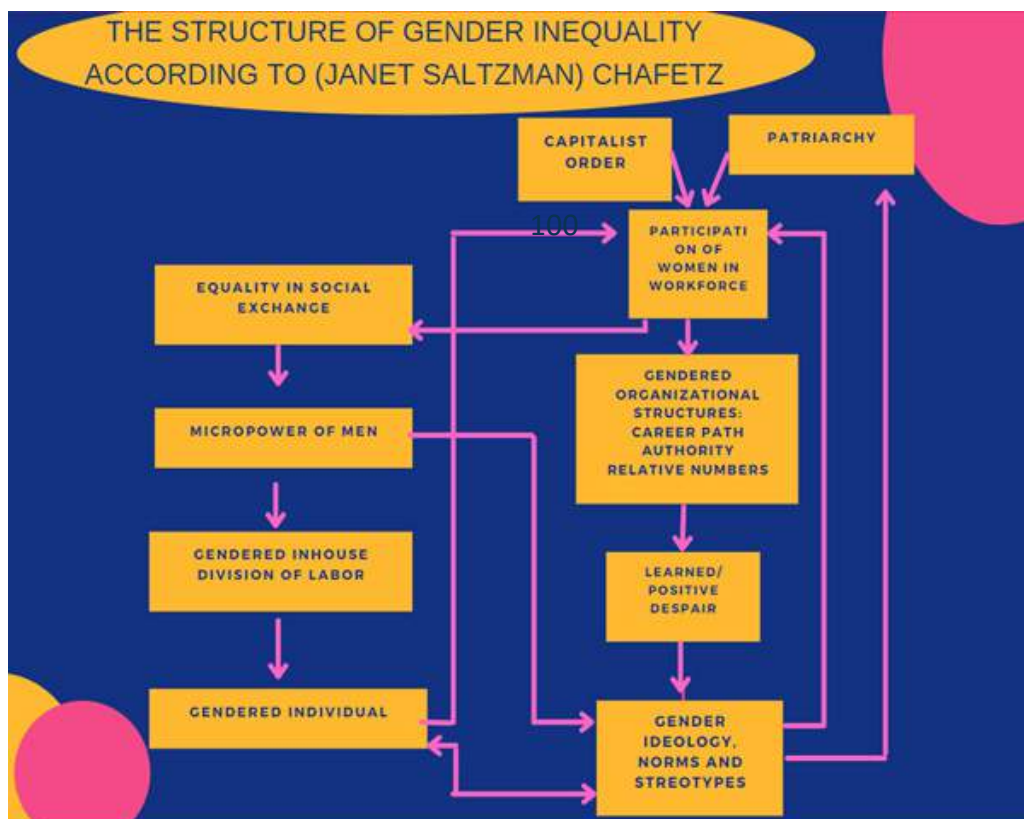 THE STRUCTURE OF GENDER INEQUALITY
ACCORDING TO (JANET SALTZMAN) CHAFETZ
CAPITALIST
ORDER
PATRIARCHY
100
PARTICIPATI
ON OF
WOMEN IN
WORKFORCE
EQUALITY IN SOCIAL
EXCHANGE
GENDERED
ORGANIZATIONAL
STRUCTURES:
CAREER PATH
AUTHORITY
RELATIVE NUMBERS
MICROPOWER OF MEN
GENDERED INHOUSE
DIVISION OF LABOR
LEARNED/
POSITIVE
DESPAIR
GENDERED INDIVIDUAL
GENDER
IDEOLOGY,
NORMS AND
STREOTYPES